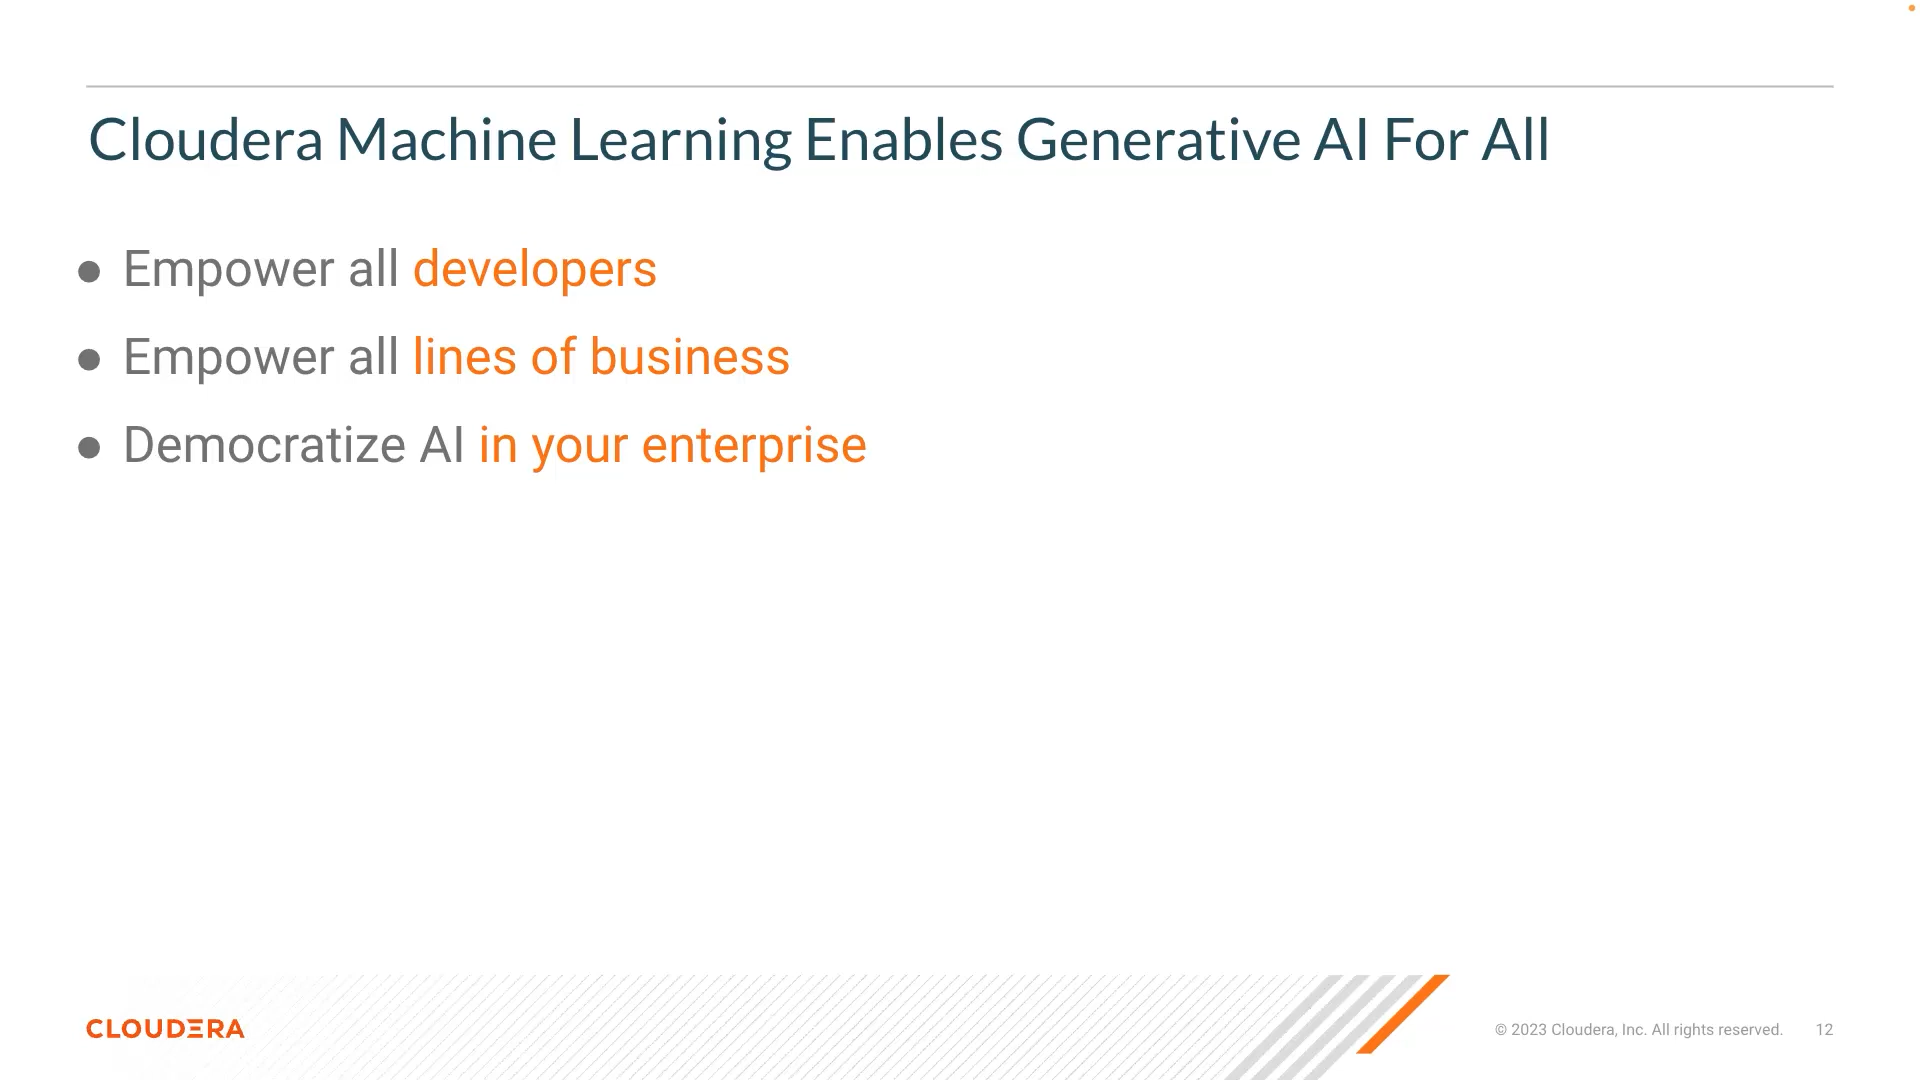 Cloudera Machine Learning Enables Generative AI For All
● Empower all developers
● Empower all lines of business
● Democratize AI in your enterprise
CLOUDERA
© 2023 Cloudera, Inc. All rights reserved. 12